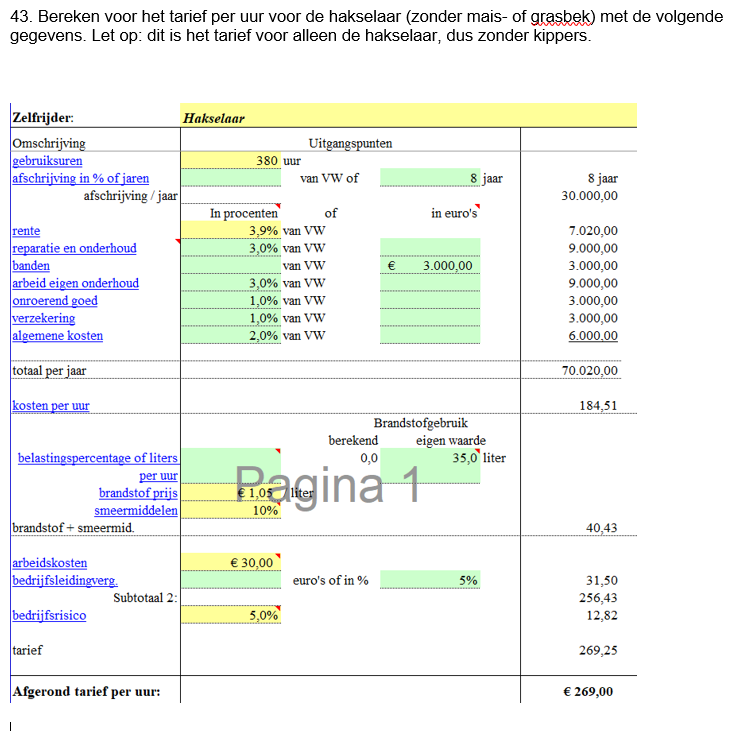 43. Bereken voor het tarief per uur voor de hakselaar (zonder mais- of grasbek) met de volgende
gegevens. Let op: dit is het tarief voor alleen de hakselaar, dus zonder kippers.
Zelfrijder: Hakselaar
Omschrijving Uitgangspunten
gebruiksuren 380 uur
afschrijving in % of jaren van VW of 8 jaar 8 jaar
afschrijving / jaar 30.000,00
In procenten of in euro's
rente 3,9% van VW 7.020,00
reparatie en onderhoud 3,0% van VW 9.000,00
banden van VW € 3.000,00 3.000,00
arbeid eigen onderhoud 3,0% van VW 9.000,00
onroerend goed 1,0% van VW 3.000,00
verzekering 1,0% van VW 3.000,00
algemene kosten 2,0% van VW 6.000,00
totaal per jaar 70.020,00
kosten per uur 184,51
Brandstofgebruik
berekend eigen waarde
belastingspercentage of liters 0,0 35,0 liter
per uur
Pagina 1
brandstof prijs € 1,05 /liter
smeermiddelen 10%
brandstof + smeermid. 40,43
arbeidskosten € 30,00
bedrijfsleidingverg. euro's of in % 5% 31,50
Subtotaal 2: 256,43
bedrijfsrisico 5,0% 12,82
tarief 269,25
Afgerond tarief per uur: € 269,00